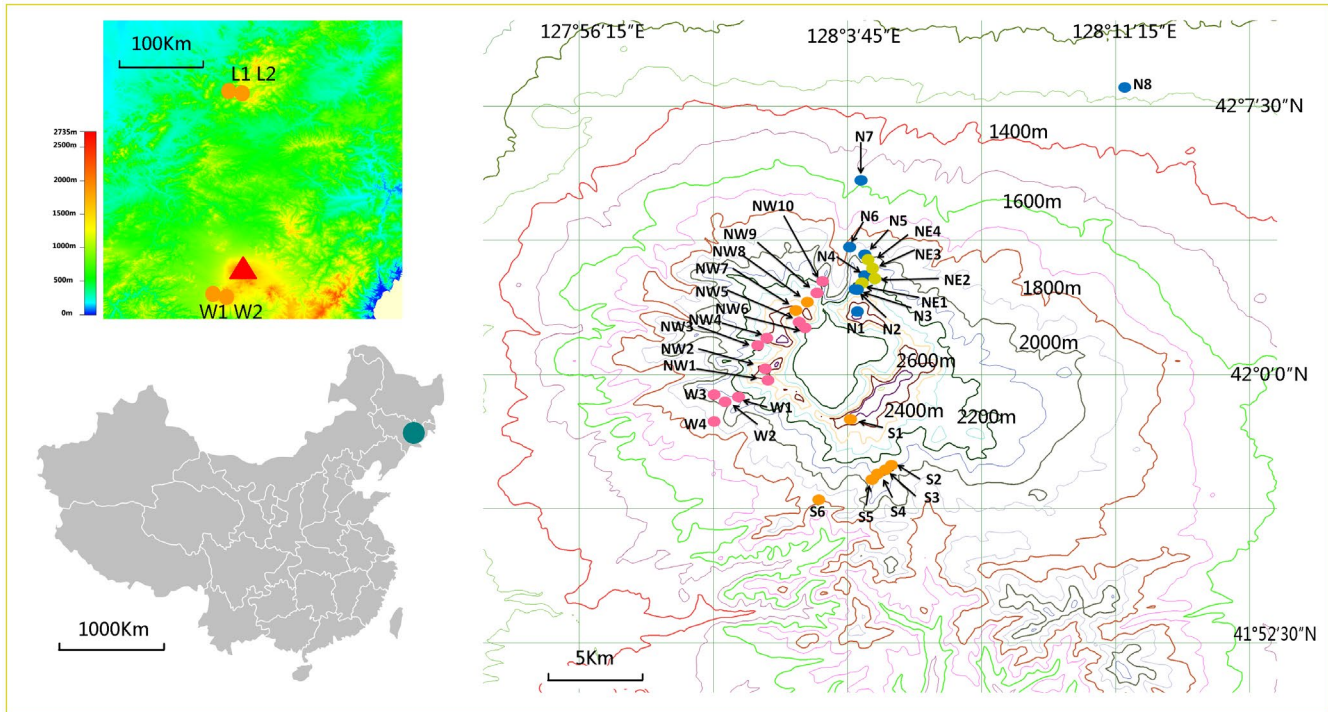 100Km
L1 L2
2735m
2500m
2000m
1500m
1000m
500m
0m
W1 W2
1000Km
127°56′15″E
128°3′45″E
128°11′15″E
N8
42°7′30″N
1400m
N7
1600m
NW10
N6
N5
NW9
NE4
NW8
N4
NE3
NW7
NE2
NW5
1800m
NW6
NE1
NW4
N3
NW3
N1
N2
2000m
NW2
2600m
NW1
42°0′0″N
W3
W1
2400m
2200m
W4
W2
S1
S2
S3
S6
S5
S4
41°52′30″N
5Km